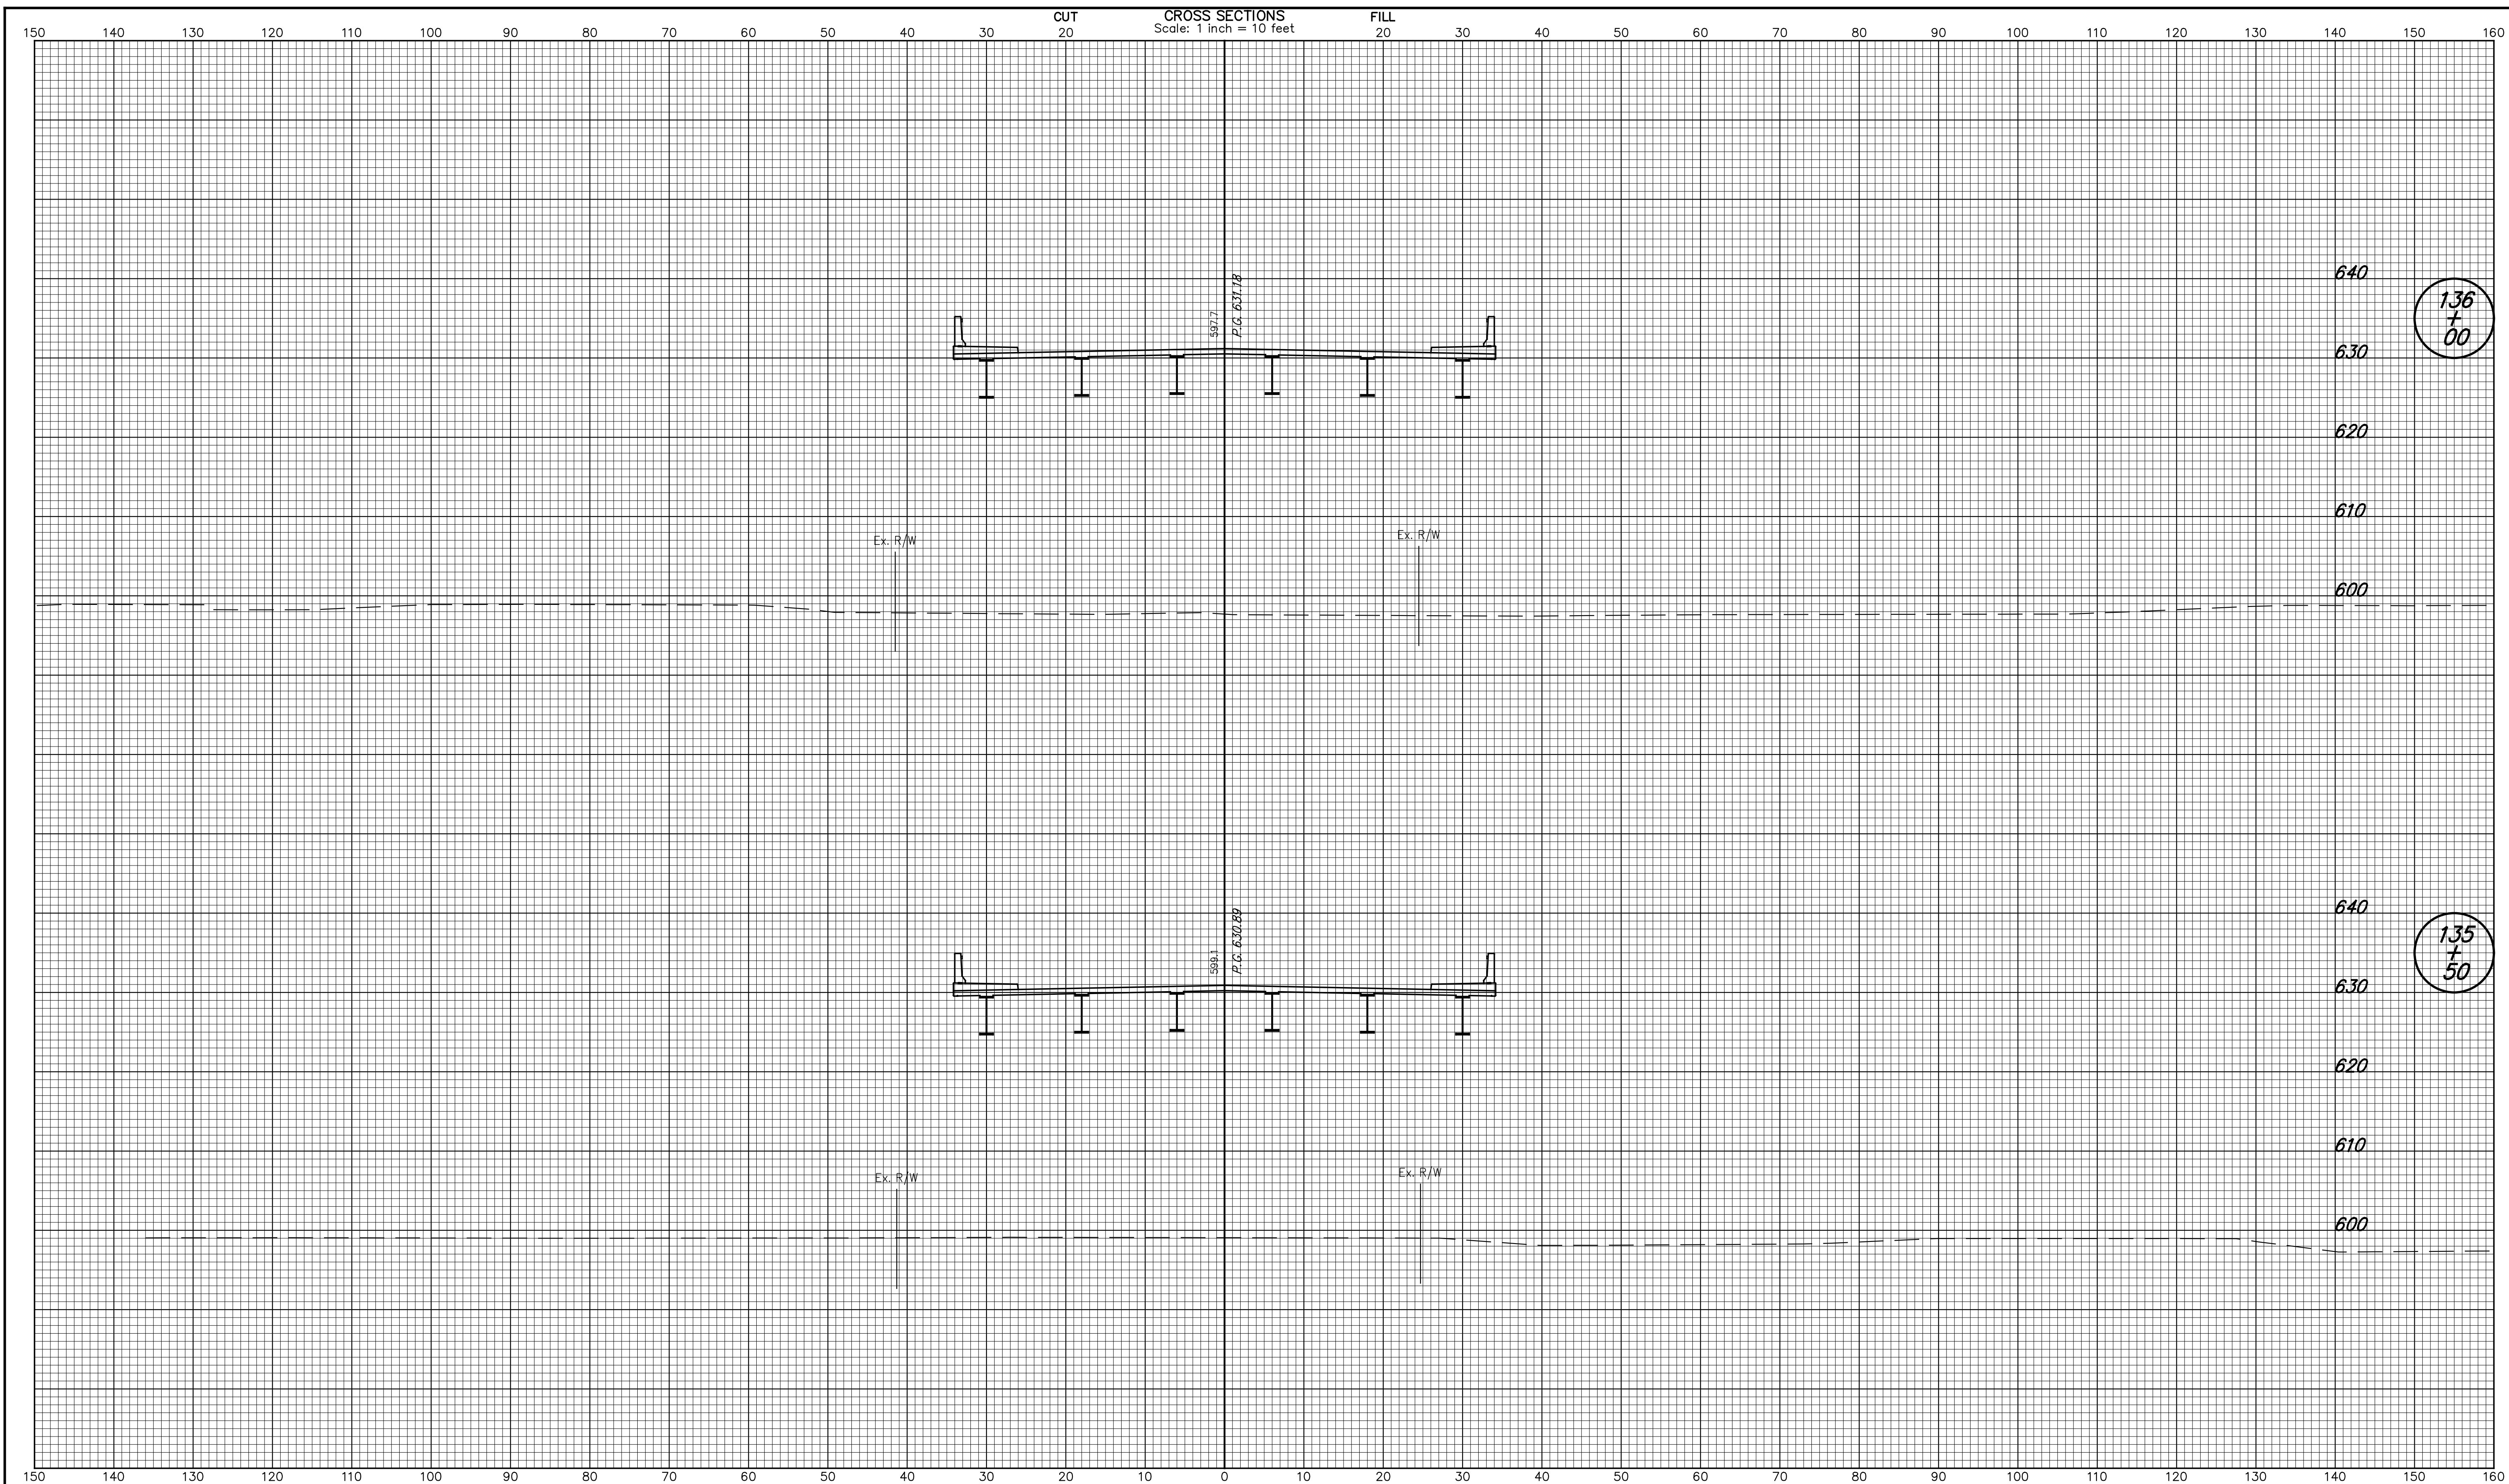 CUT CROSS SECTIONS FILL
Scale: 1 inch = 10 feet
150 140 130 120 110 100 90 80 70 60 50 40 30 20 20 30 40 50 60 70 80 90 100 110 120 130 140 150 160
640
136
+
00
597.7
P.G. 631.18
630
620
610
Ex. R/W
Ex. R/W
600
640
135
+
50
599.1
P.G. 630.89
630
620
610
Ex. R/W
Ex. R/W
600
150 140 130 120 110 100 90 80 70 60 50 40 30 20 10 0 10 20 30 40 50 60 70 80 90 100 110 120 130 140 150 160